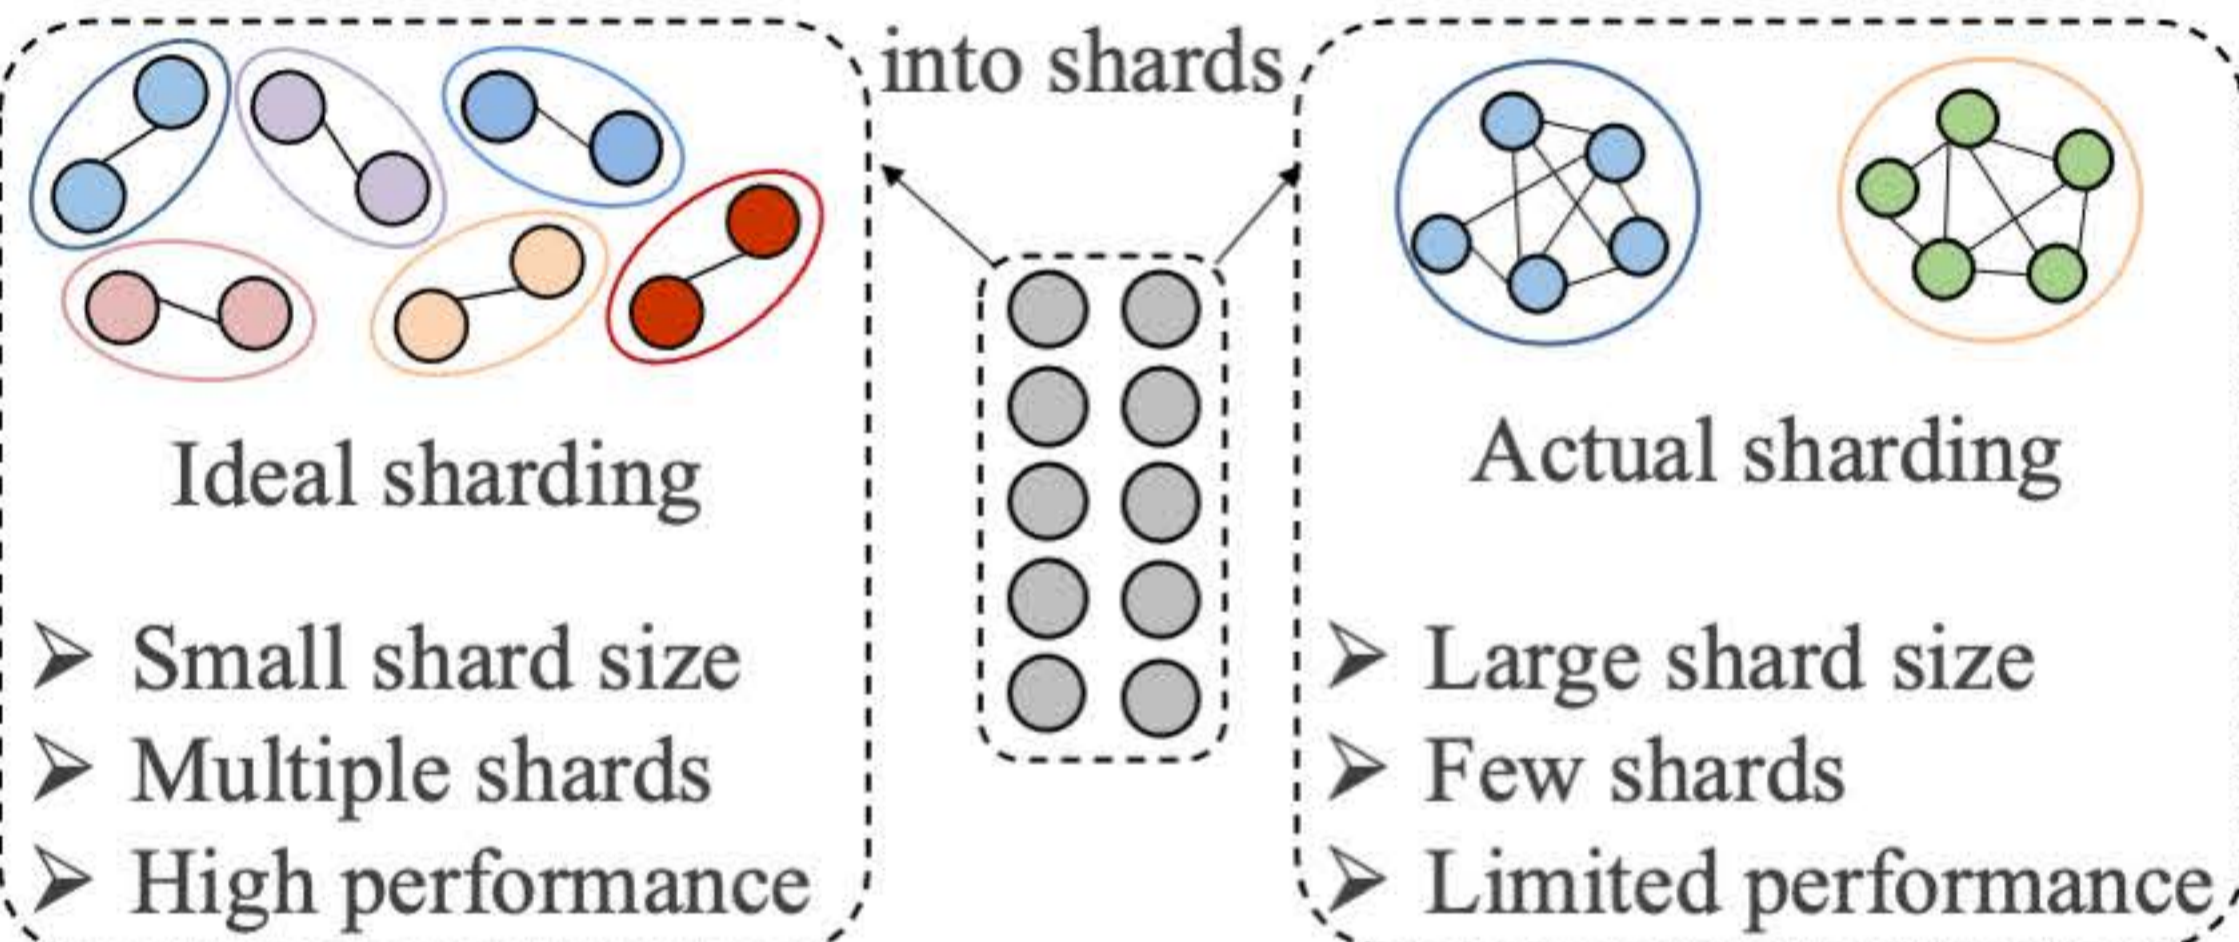 into shards
Ideal sharding
➢ Small shard size
➢ Multiple shards
➢ High performance
Actual sharding
➢ Large shard size
➢ Few shards
➢ Limited performance